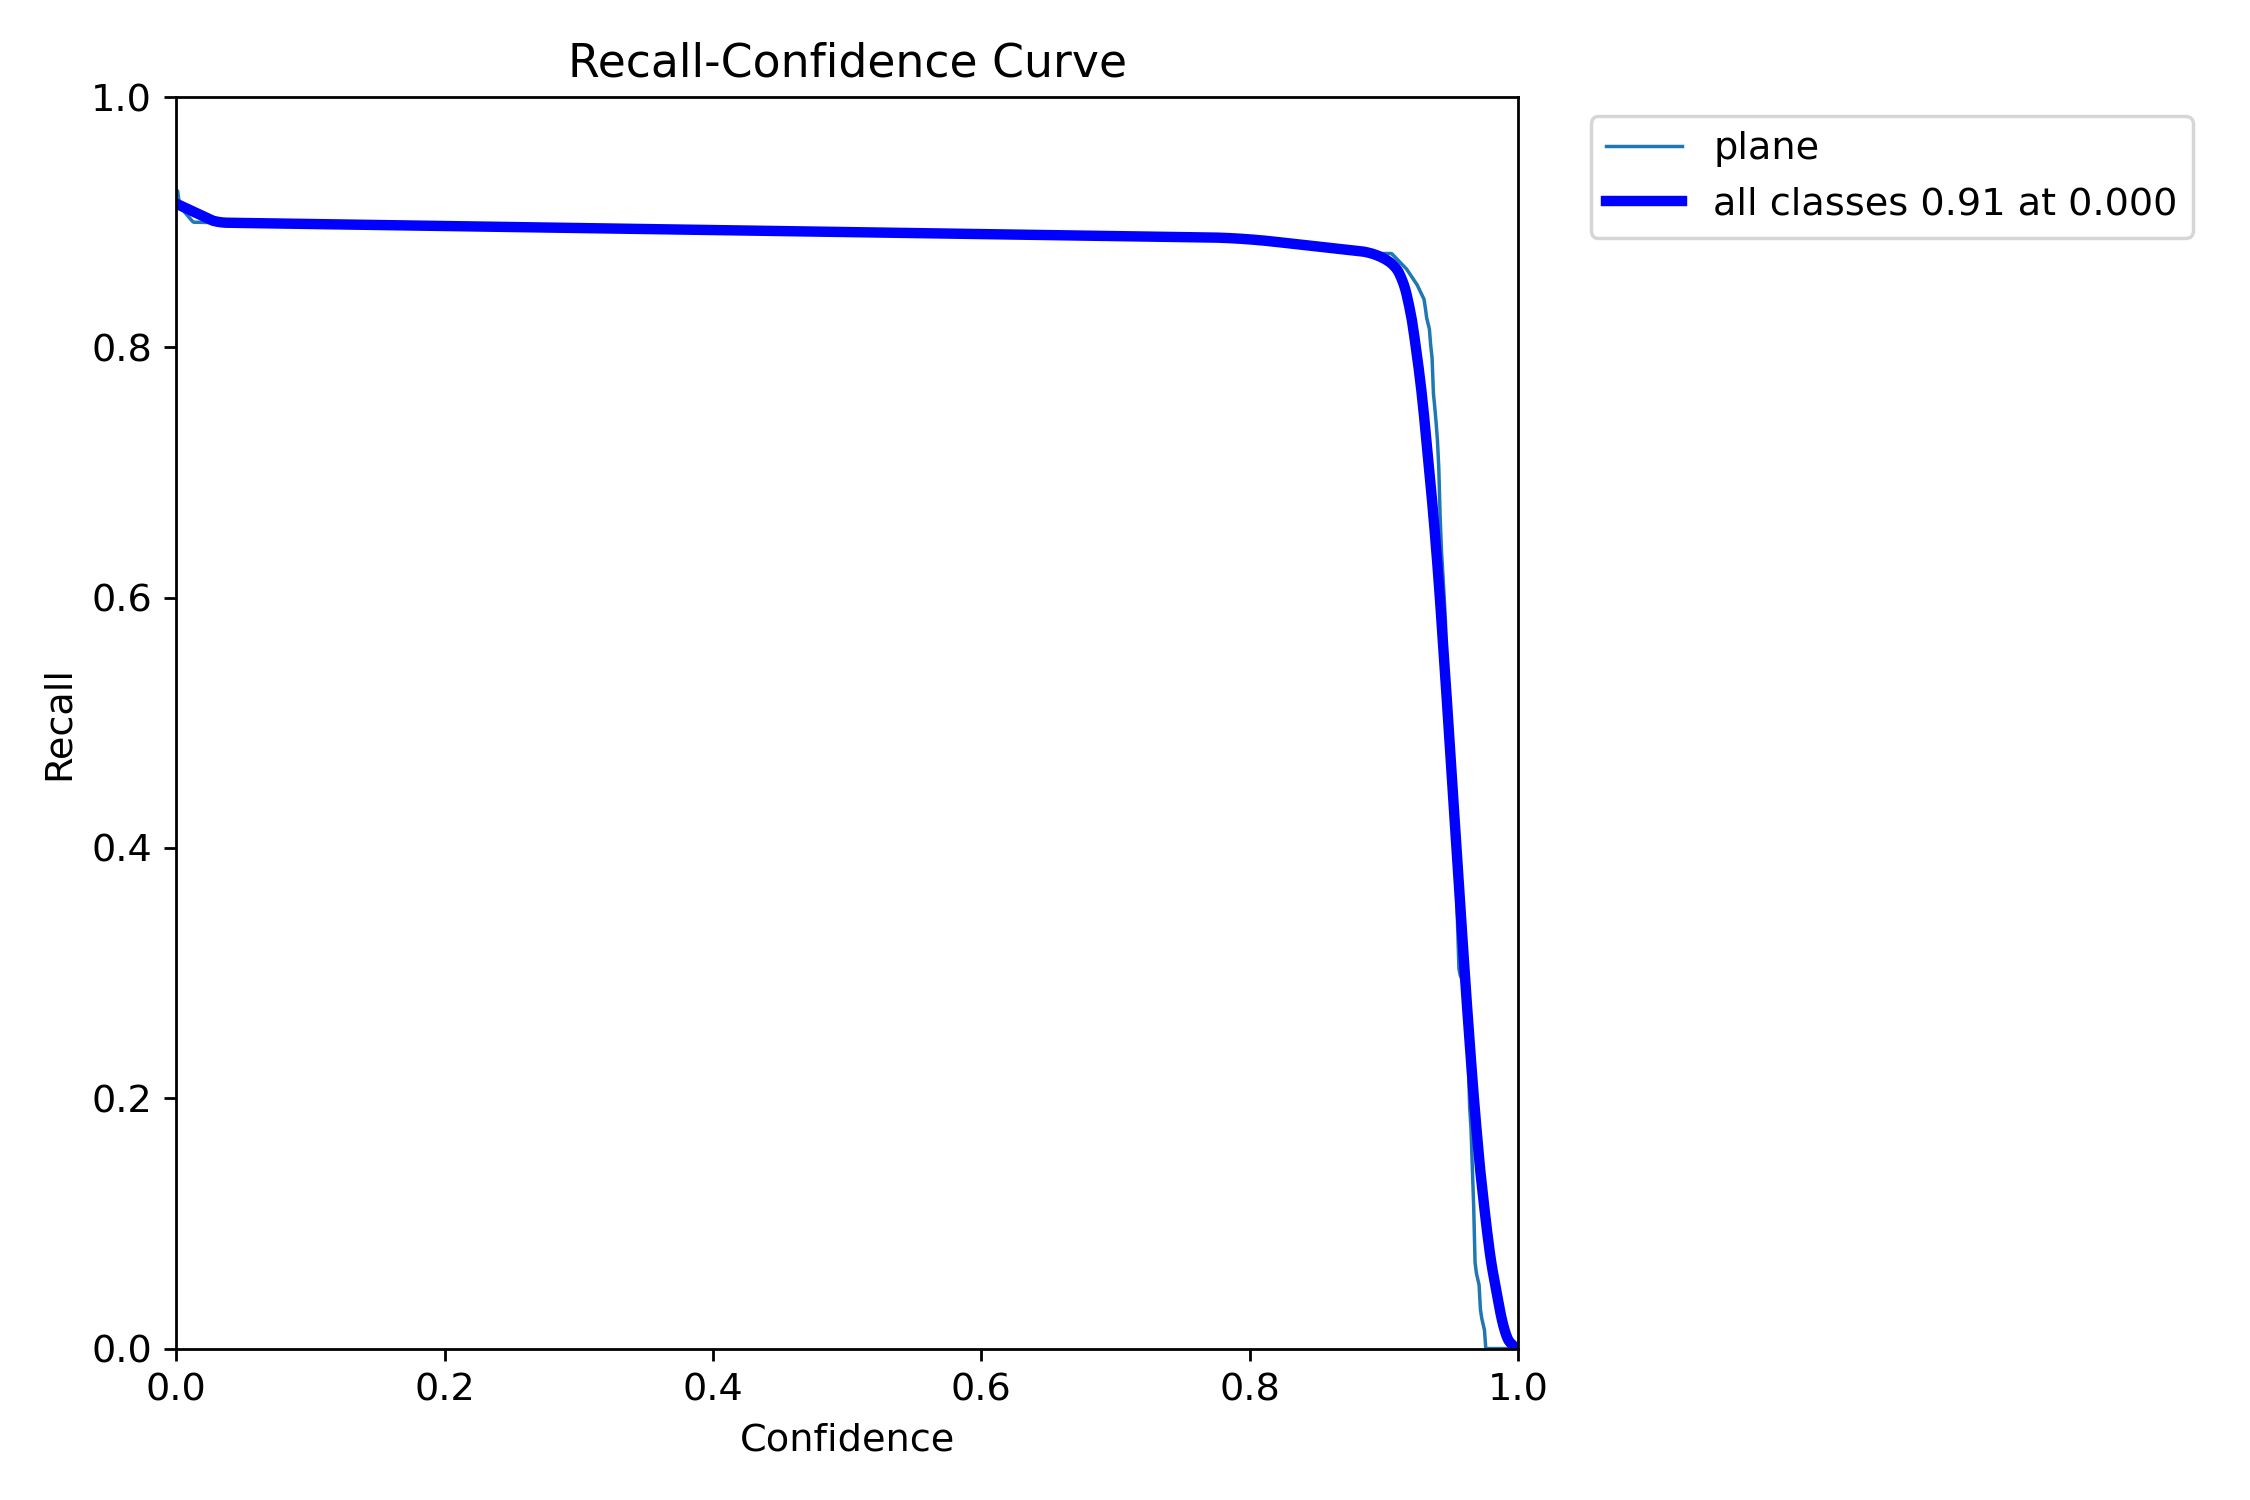 Recall-Confidence Curve
plane
all classes 0.91 at 0.000
1.0
0.8
0.6
0.4
0.2
0.0
Recall
0.0 0.2 0.4 0.6 0.8 1.0
Confidence